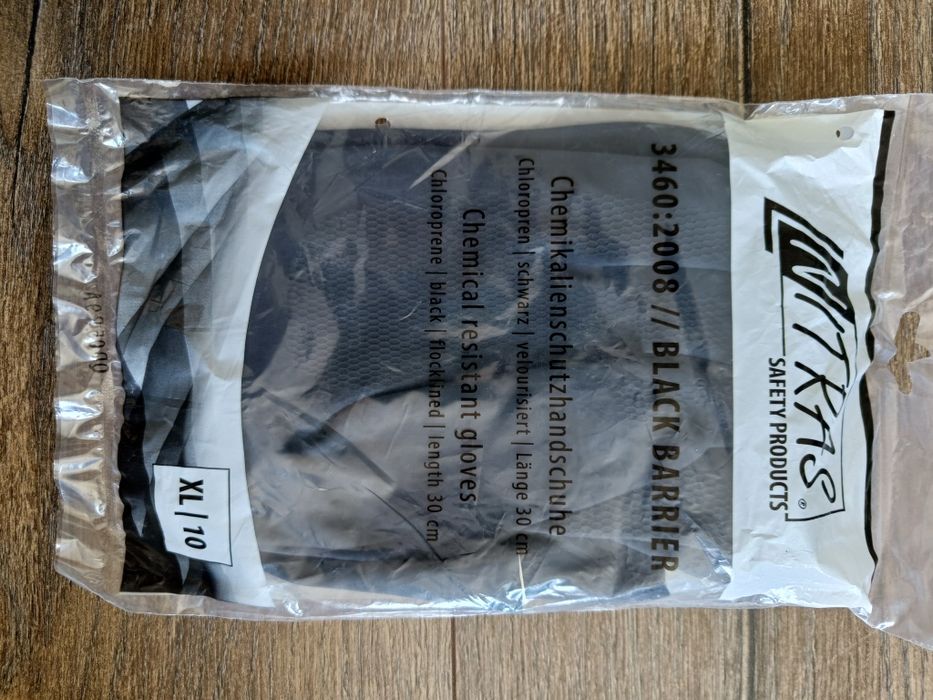 NITRAS®
SAFETY PRODUCTS
3460:2008 // BLACK BARRIER
Chemikalienschutzhandschuhe
Chloropren | schwarz | velourisiert | Länge 30 cm
Chemical resistant gloves
Chloroprene | black | flocklined | length 30 cm
XL | 10